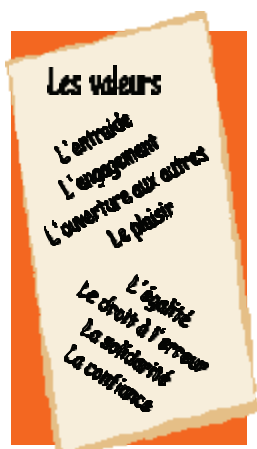 Les valeurs
L'entraide
L'engagement
L'ouverture aux autres
Le plaisir
L'égalité
Le droit à l'erreur
La solidarité
La confiance